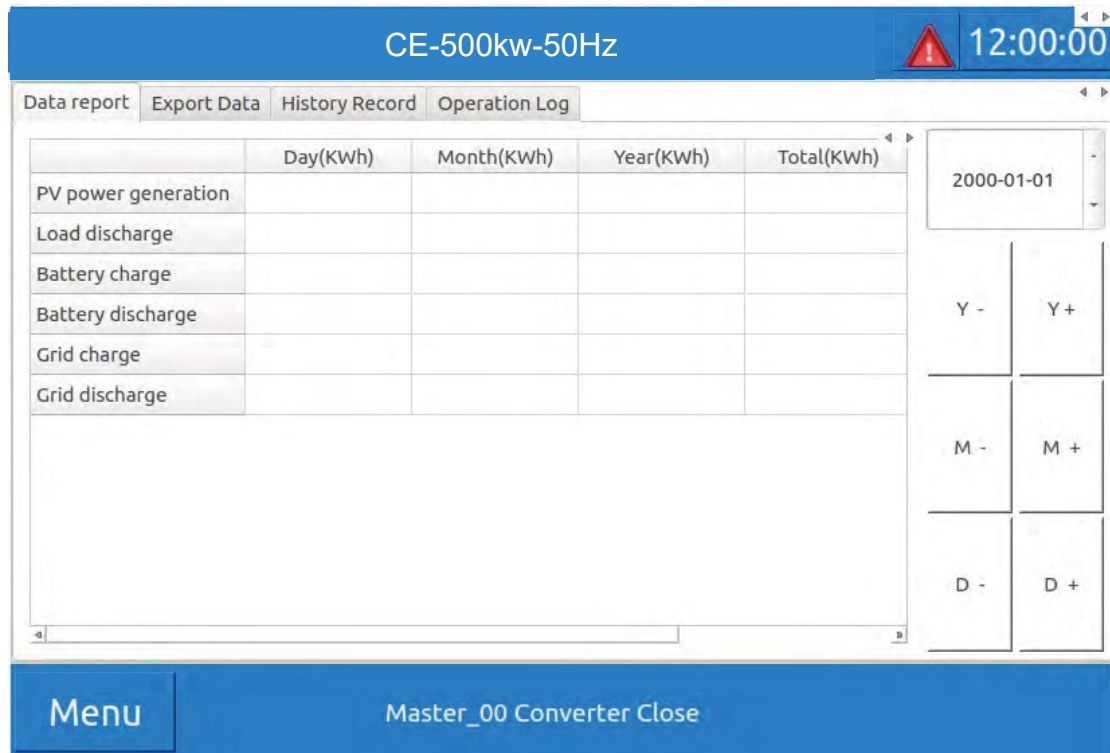 CE-500kw-50Hz
12:00:00
Data report Export Data History Record Operation Log
Day(KWh) Month(KWh) Year(KWh) Total(KWh)
2000-01-01
PV power generation
Load discharge
Battery charge
Battery discharge
Grid charge
Grid discharge
Y - Y +
M - M +
D - D +
Menu
Master_00 Converter Close